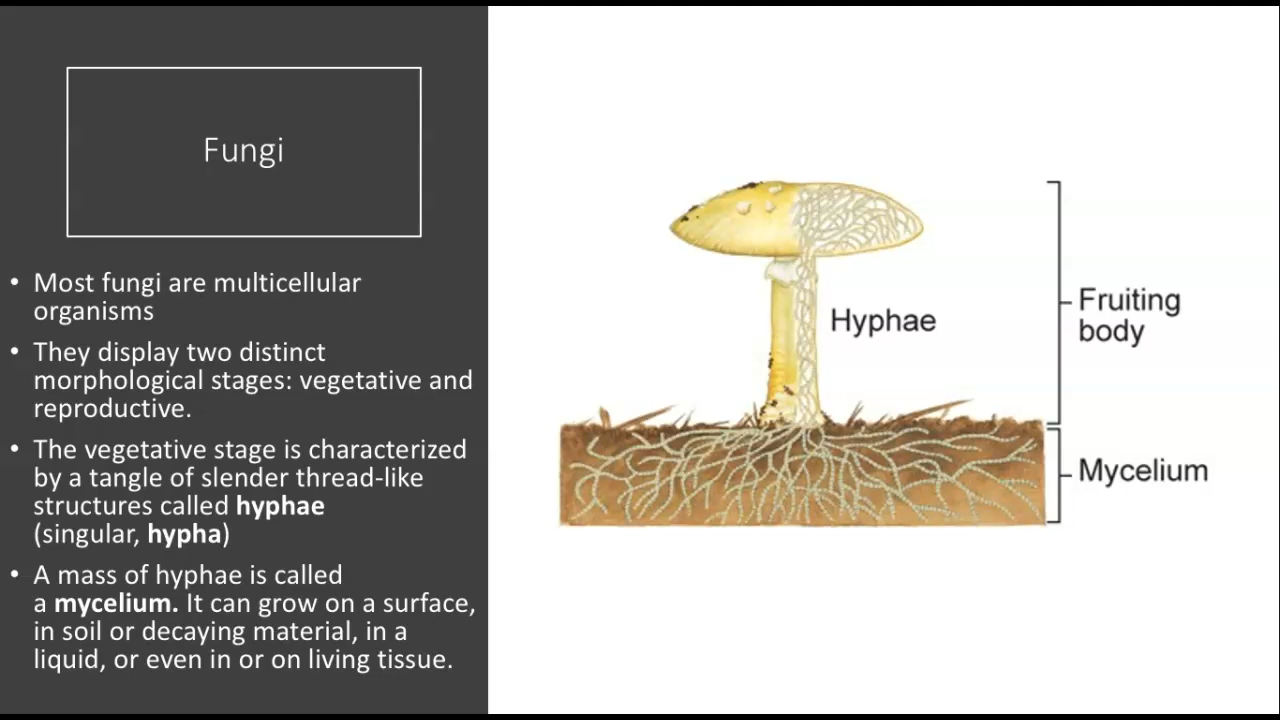 Fungi
• Most fungi are multicellular
organisms
• They display two distinct
morphological stages: vegetative and
reproductive.
• The vegetative stage is characterized
by a tangle of slender thread-like
structures called hyphae
(singular, hypha)
• A mass of hyphae is called
a mycelium. It can grow on a surface,
in soil or decaying material, in a
liquid, or even in or on living tissue.
Hyphae
Fruiting
body
Mycelium